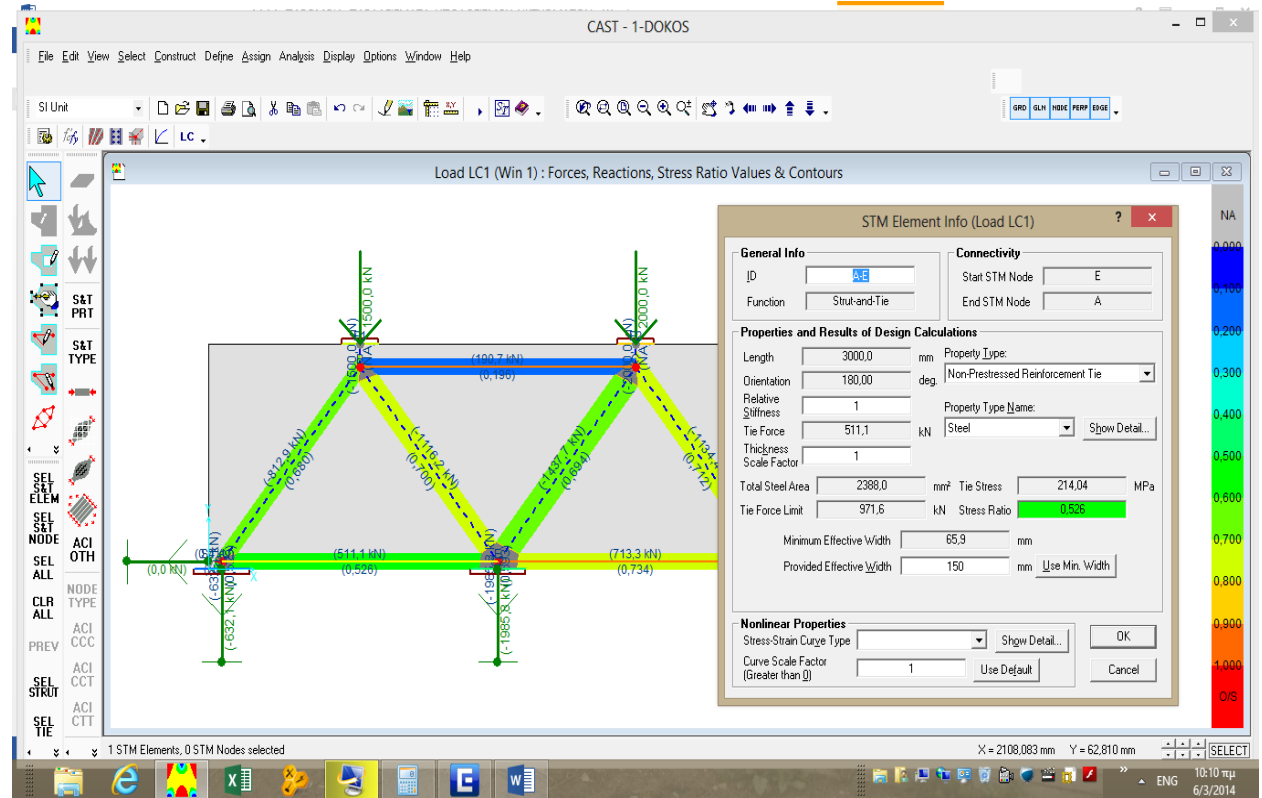 CAST - 1-DOKOS
File Edit View Select Construct Define Assign Analysis Display Options Window Help
SI Unit
GRD GLN NODE PERP EDGE
LC
Load LC1 (Win 1) : Forces, Reactions, Stress Ratio Values & Contours
S&T PRT
S&T TYPE
SEL S&T ELEM
SEL S&T NODE
ACI OTH
SEL ALL
NODE TYPE
CLR ALL
ACI CCC
PREV
ACI CCT
SEL STRUT
ACI CTT
SEL TIE
1500,0 kN
2000,0 kN
(190,7 kN)
(0,196)
(-812,9 kN)
(0,680)
(-1116,2 kN)
(0,700)
(-1437,7 kN)
(0,694)
(-1134,4
(0,712)
(511,1 kN)
(0,526)
(713,3 kN)
(0,734)
(0,0 kN)
(-632,1 kN)
(-1985,8 kN)
X
STM Element Info (Load LC1)
?
General Info
ID A-E
Function Strut-and-Tie
Connectivity
Start STM Node E
End STM Node A
Properties and Results of Design Calculations
Length 3000,0 mm
Property Type:
Non-Prestressed Reinforcement Tie
Orientation 180,00 deg.
Relative Stiffness 1
Property Type Name:
Steel Show Detail...
Tie Force 511,1 kN
Thickness Scale Factor 1
Total Steel Area 2388,0 mm² Tie Stress 214,04 MPa
Tie Force Limit 971,6 kN Stress Ratio 0,526
Minimum Effective Width 65,9 mm
Provided Effective Width 150 mm Use Min. Width
Nonlinear Properties
Stress-Strain Curve Type Show Detail...
Curve Scale Factor (Greater than 0) 1 Use Default
OK
Cancel
NA
0,000
0,100
0,200
0,300
0,400
0,500
0,600
0,700
0,800
0,900
1,000
O/S
1 STM Elements, 0 STM Nodes selected
X = 2108,083 mm Y = 62,810 mm
SELECT
ENG
10:10 πμ
6/3/2014